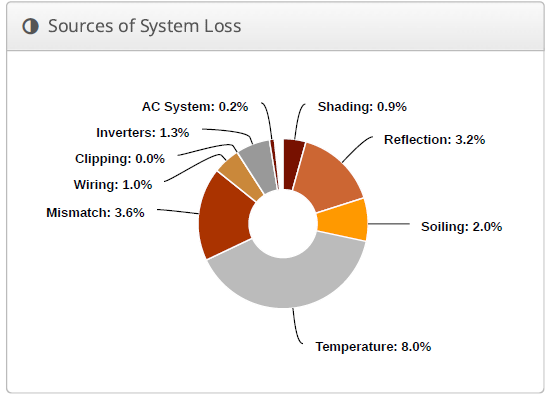 Sources of System Loss
AC System: 0.2%
Shading: 0.9%
Inverters: 1.3%
Reflection: 3.2%
Clipping: 0.0%
Wiring: 1.0%
Mismatch: 3.6%
Soiling: 2.0%
Temperature: 8.0%